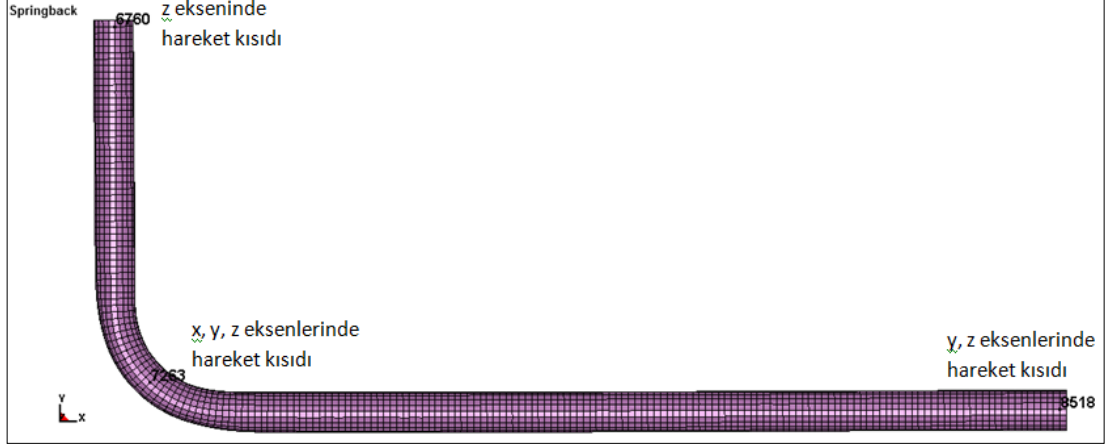 Springback
6760
z ekseninde
hareket kısıdı
x, y, z eksenlerinde
hareket kısıdı
7263
y, z eksenlerinde
hareket kısıdı
8518
Y
X